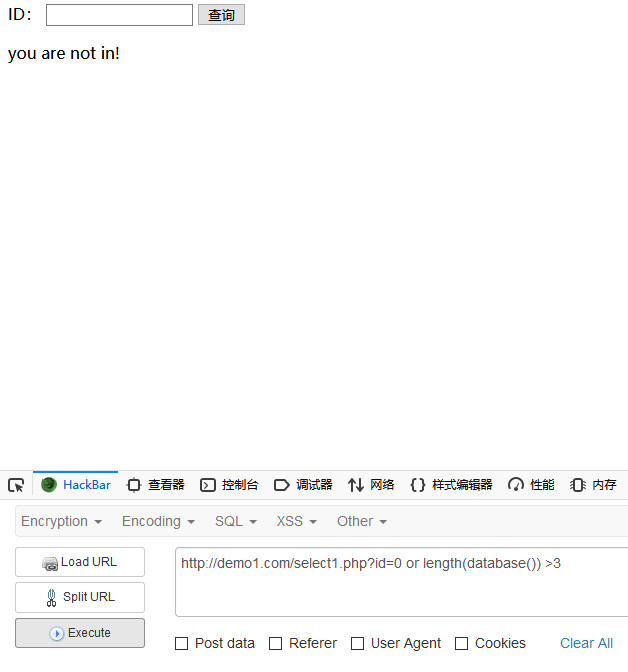 ID： 查询
you are not in!
HackBar 查看器 控制台 调试器 网络 {} 样式编辑器 性能 内存
Encryption Encoding SQL XSS Other
Load URL http://demo1.com/select1.php?id=0 or length(database()) >3
Split URL
Execute
Post data Referer User Agent Cookies Clear All